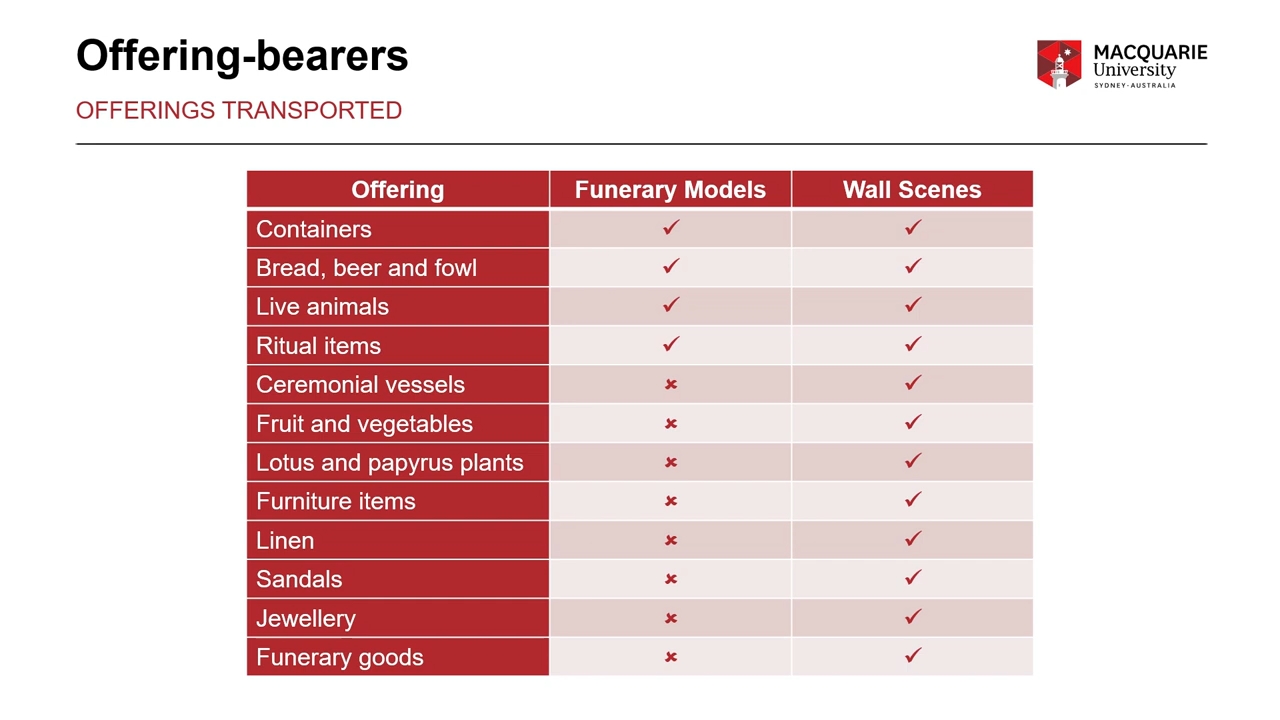 Offering-bearers
OFFERINGS TRANSPORTED
MACQUARIE
University
SYDNEY-AUSTRALIA
Offering Funerary Models Wall Scenes
Containers ✓ ✓
Bread, beer and fowl ✓ ✓
Live animals ✓ ✓
Ritual items ✓ ✓
Ceremonial vessels ✘ ✓
Fruit and vegetables ✘ ✓
Lotus and papyrus plants ✘ ✓
Furniture items ✘ ✓
Linen ✘ ✓
Sandals ✘ ✓
Jewellery ✘ ✓
Funerary goods ✘ ✓